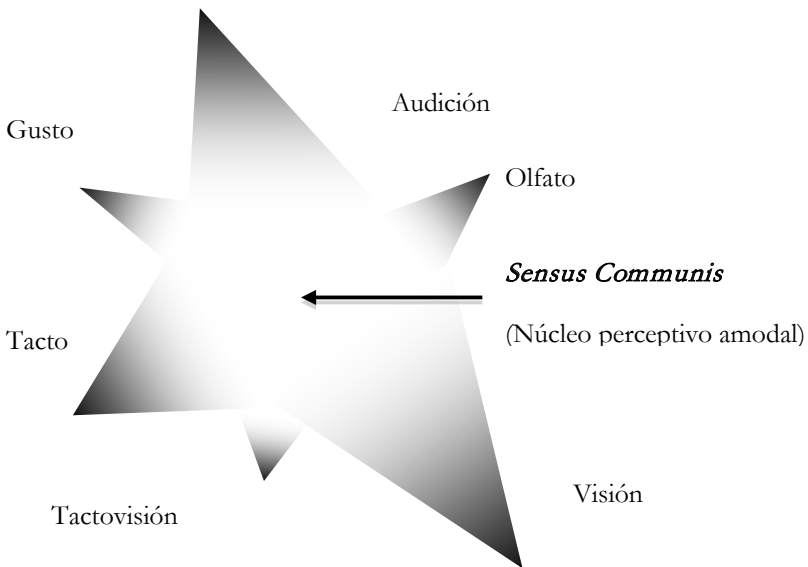 Audición
Gusto
Olfato
Sensus Communis
(Núcleo perceptivo amodal)
Tacto
Visión
Tactovisión